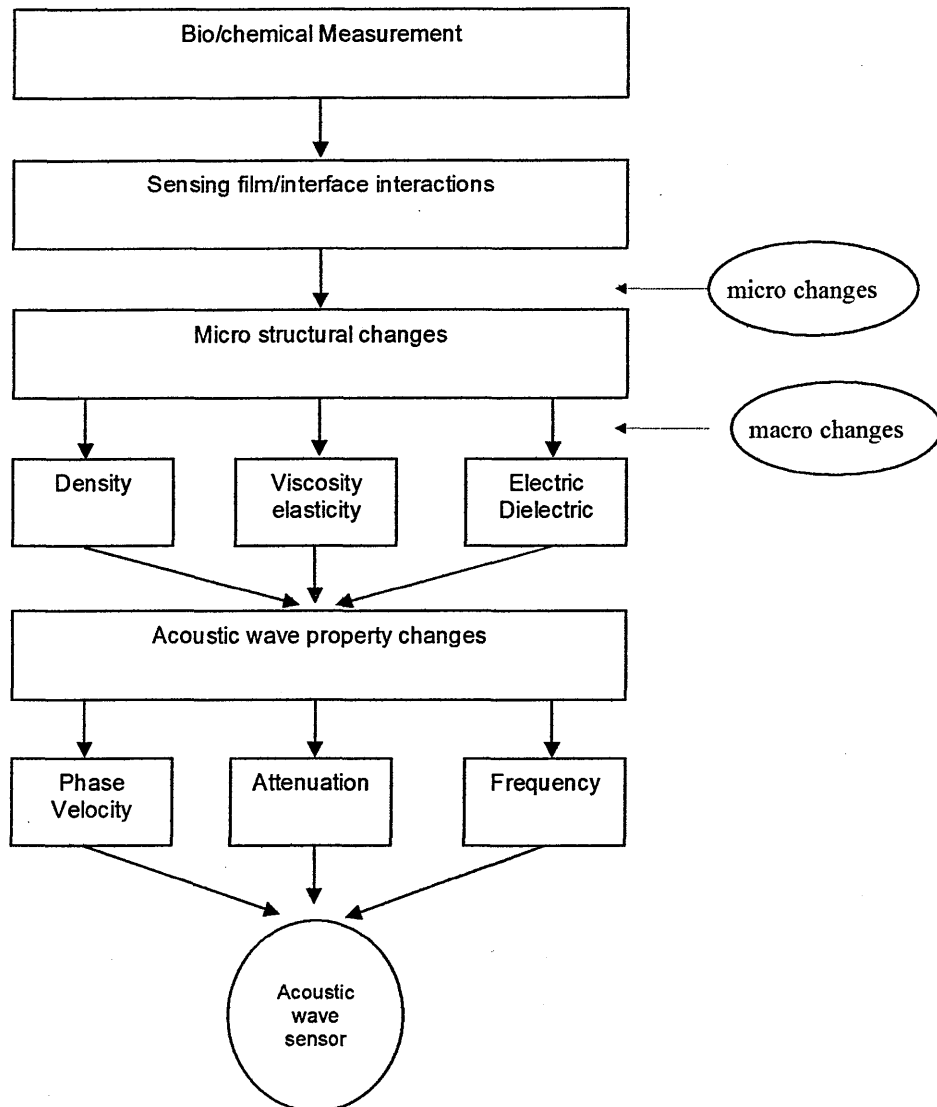 Bio/chemical Measurement
Sensing film/interface interactions
micro changes
Micro structural changes
macro changes
Density
Viscosity
elasticity
Electric
Dielectric
Acoustic wave property changes
Phase
Velocity
Attenuation
Frequency
Acoustic
wave
sensor